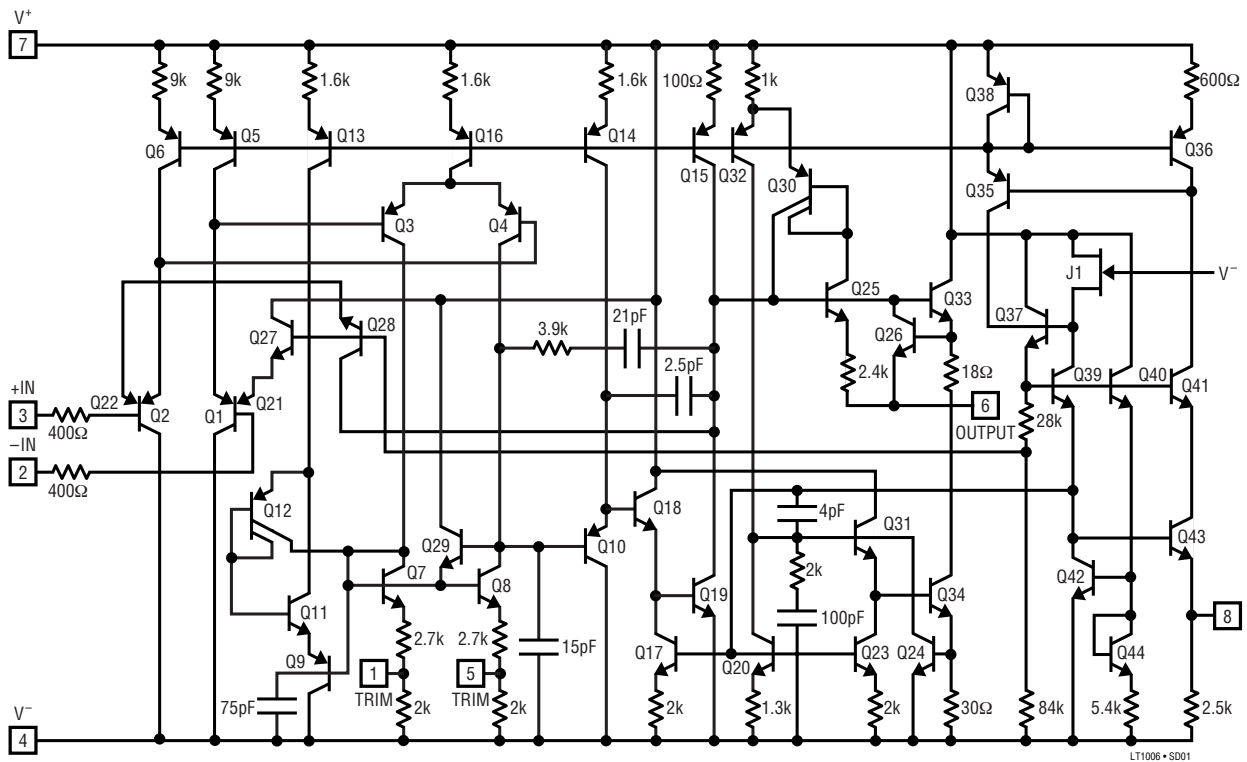 V+
7
9k
9k
1.6k
1.6k
1.6k
100Ω
1k
600Ω
Q38
Q6
Q5
Q13
Q16
Q14
Q15
Q32
Q30
Q35
Q36
Q3
Q4
J1
V−
Q27
Q28
Q25
Q33
Q37
Q26
3.9k
21pF
2.5pF
2.4k
18Ω
+IN
3
400Ω
Q22
Q2
Q1
Q21
6
OUTPUT
28k
Q39
Q40
Q41
−IN
2
400Ω
Q12
Q18
4pF
Q31
Q29
Q10
Q7
Q8
Q11
2k
Q34
Q42
Q43
Q19
100pF
2.7k
2.7k
15pF
Q9
Q17
Q20
Q23
Q24
Q44
8
1
TRIM
5
TRIM
75pF
V−
4
2k
2k
2k
1.3k
2k
30Ω
84k
5.4k
2.5k
LT1006 • SD01